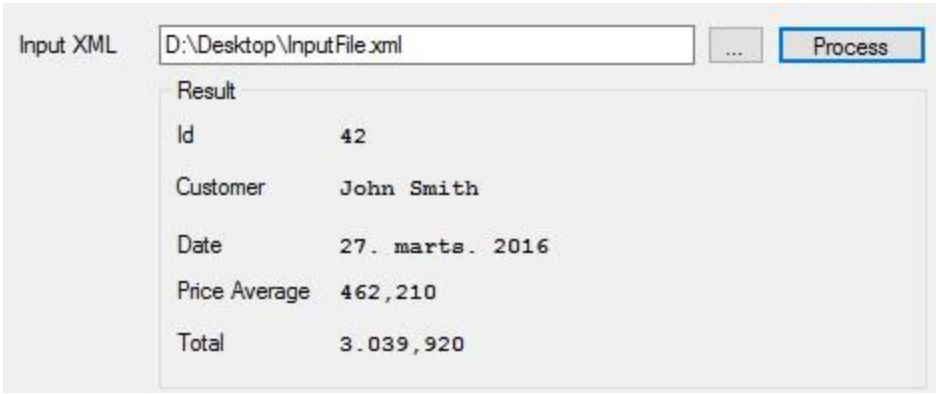 Input XML D:\Desktop\InputFile.xml ... Process
Result
Id 42
Customer John Smith
Date 27. marts. 2016
Price Average 462,210
Total 3.039,920